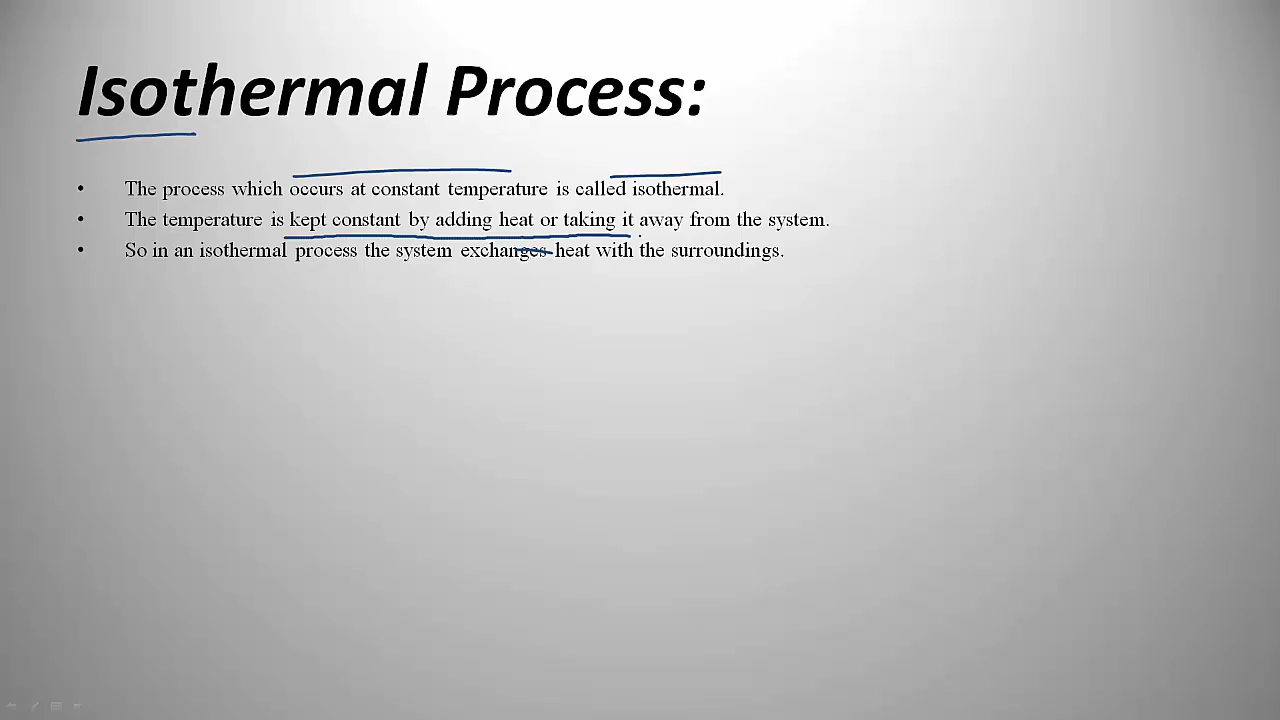 Isothermal Process:
• The process which occurs at constant temperature is called isothermal.
• The temperature is kept constant by adding heat or taking it away from the system.
• So in an isothermal process the system exchanges heat with the surroundings.